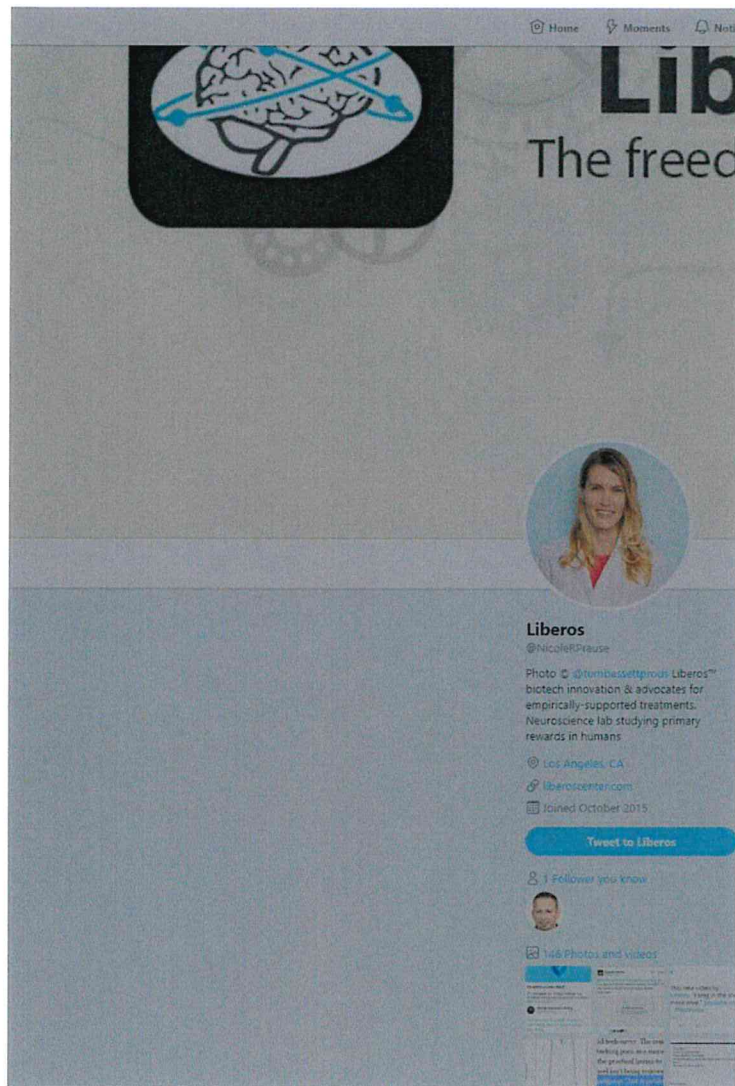 Home Moments Noti
Lib
The freed
Liberos
@NicoleRPrause
Photo © @tombassettprods Liberos™
biotech innovation & advocates for
empirically-supported treatments.
Neuroscience lab studying primary
rewards in humans
Los Angeles, CA
liberoscenter.com
Joined October 2015
Tweet to Liberos
1 Follower you know
146 Photos and videos